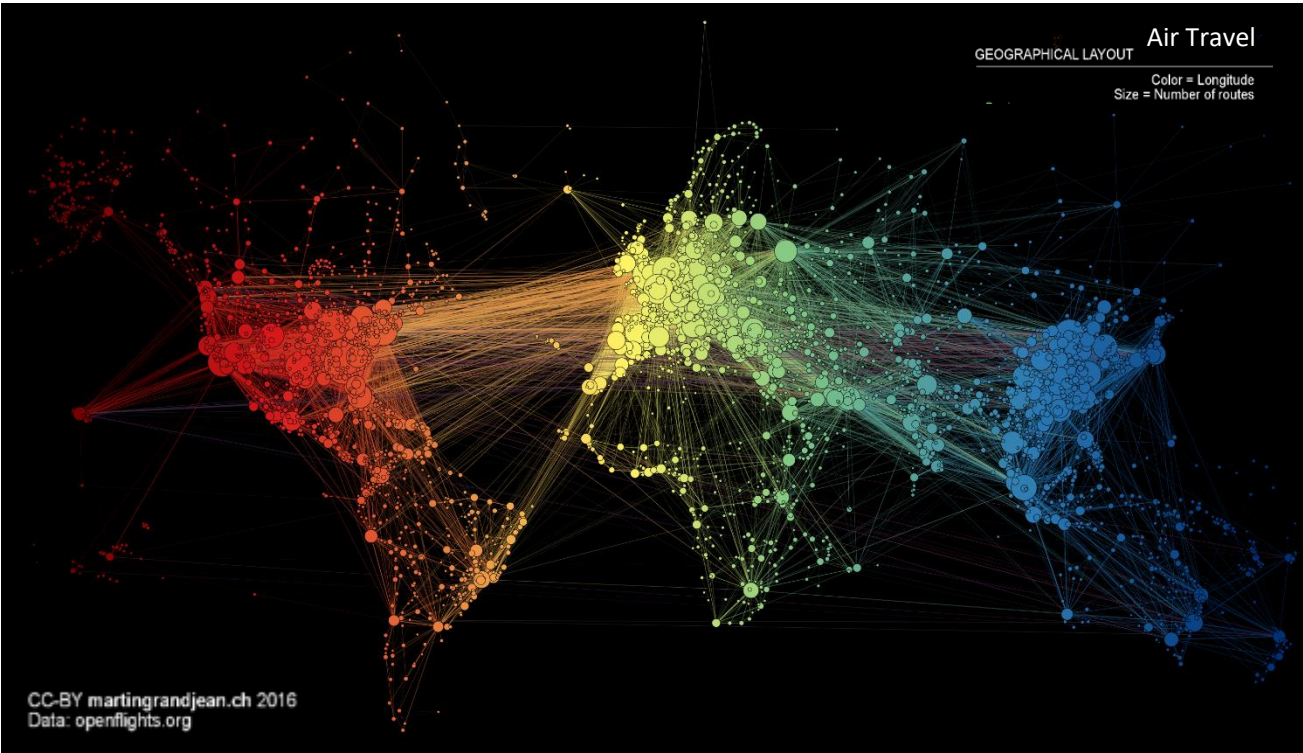 Air Travel
GEOGRAPHICAL LAYOUT
Color = Longitude
Size = Number of routes
CC-BY martingrandjean.ch 2016
Data: openflights.org